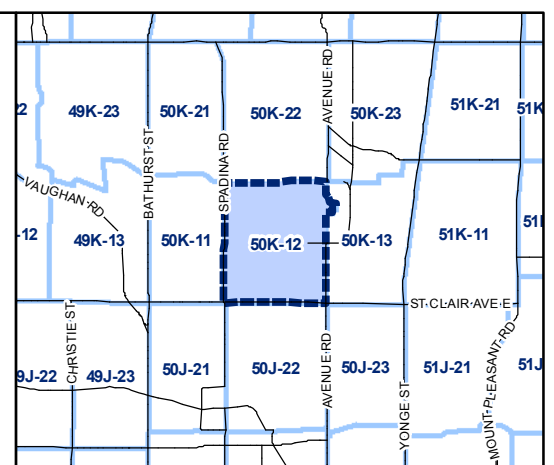 AVENUE RD
22
49K-23
50K-21
50K-22
50K-23
51K-21
51K
BATHURST ST
SPADINA RD
VAUGHAN RD
-12
49K-13
50K-11
50K-12
50K-13
51K-11
51
ST CLAIR AVE E
CHRISTIE ST
9J-22
49J-23
50J-21
50J-22
AVENUE RD
50J-23
YONGE ST
51J-21
MOUNT PLEASANT RD
51J